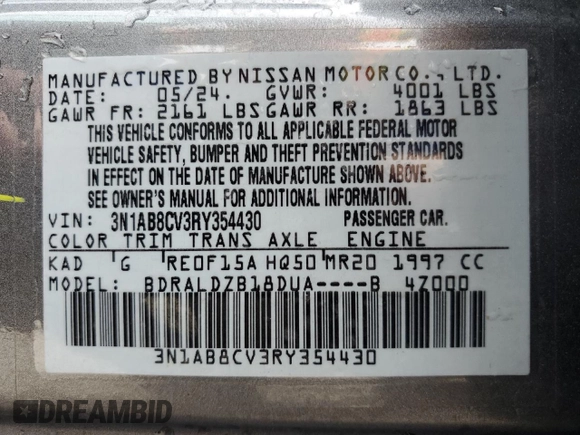 MANUFACTURED BY NISSAN MOTOR CO., LTD.
DATE: 05/24. GVWR: 4001 LBS
GAWR FR: 2161 LBS GAWR RR: 1863 LBS
THIS VEHICLE CONFORMS TO ALL APPLICABLE FEDERAL MOTOR
VEHICLE SAFETY, BUMPER AND THEFT PREVENTION STANDARDS
IN EFFECT ON THE DATE OF MANUFACTURE SHOWN ABOVE.
SEE OWNER'S MANUAL FOR ADDITIONAL INFORMATION.
VIN: 3N1AB8CV3RY354430 PASSENGER CAR.
COLOR TRIM TRANS AXLE ENGINE
KAD G RE0F15A HQ50 MR20 1997 CC
MODEL: BDRALDZB18DUA----B 4Z000
3N1AB8CV3RY354430
DREAMBID